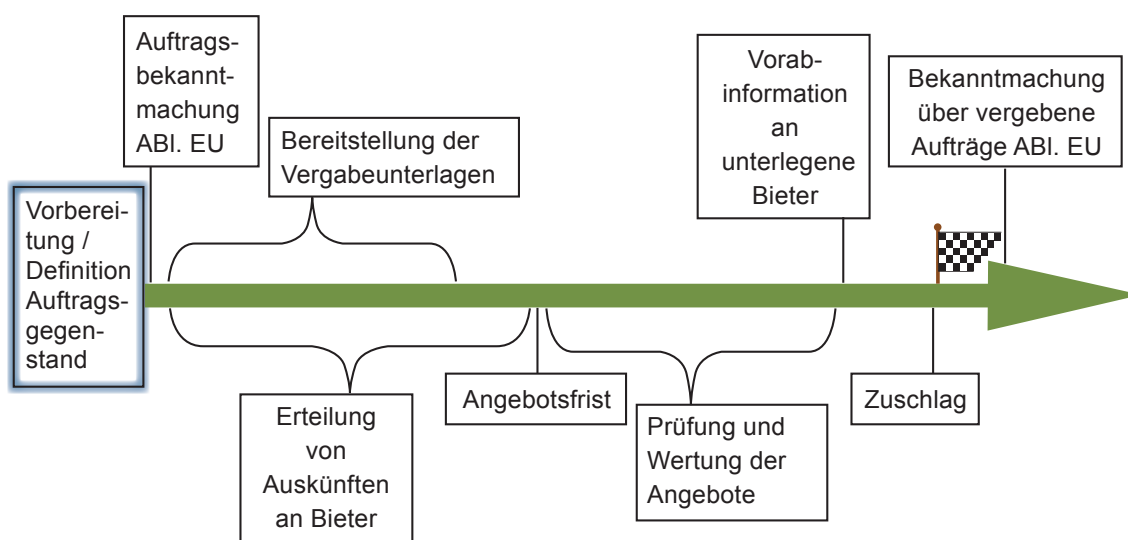 Auftrags-
bekannt-
machung
ABl. EU
Bereitstellung der
Vergabeunterlagen
Vorab-
information
an
unterlegene
Bieter
Bekanntmachung
über vergebene
Aufträge ABl. EU
Vorberei-
tung /
Definition
Auftrags-
gegen-
stand
Erteilung
von
Auskünften
an Bieter
Angebotsfrist
Prüfung und
Wertung der
Angebote
Zuschlag